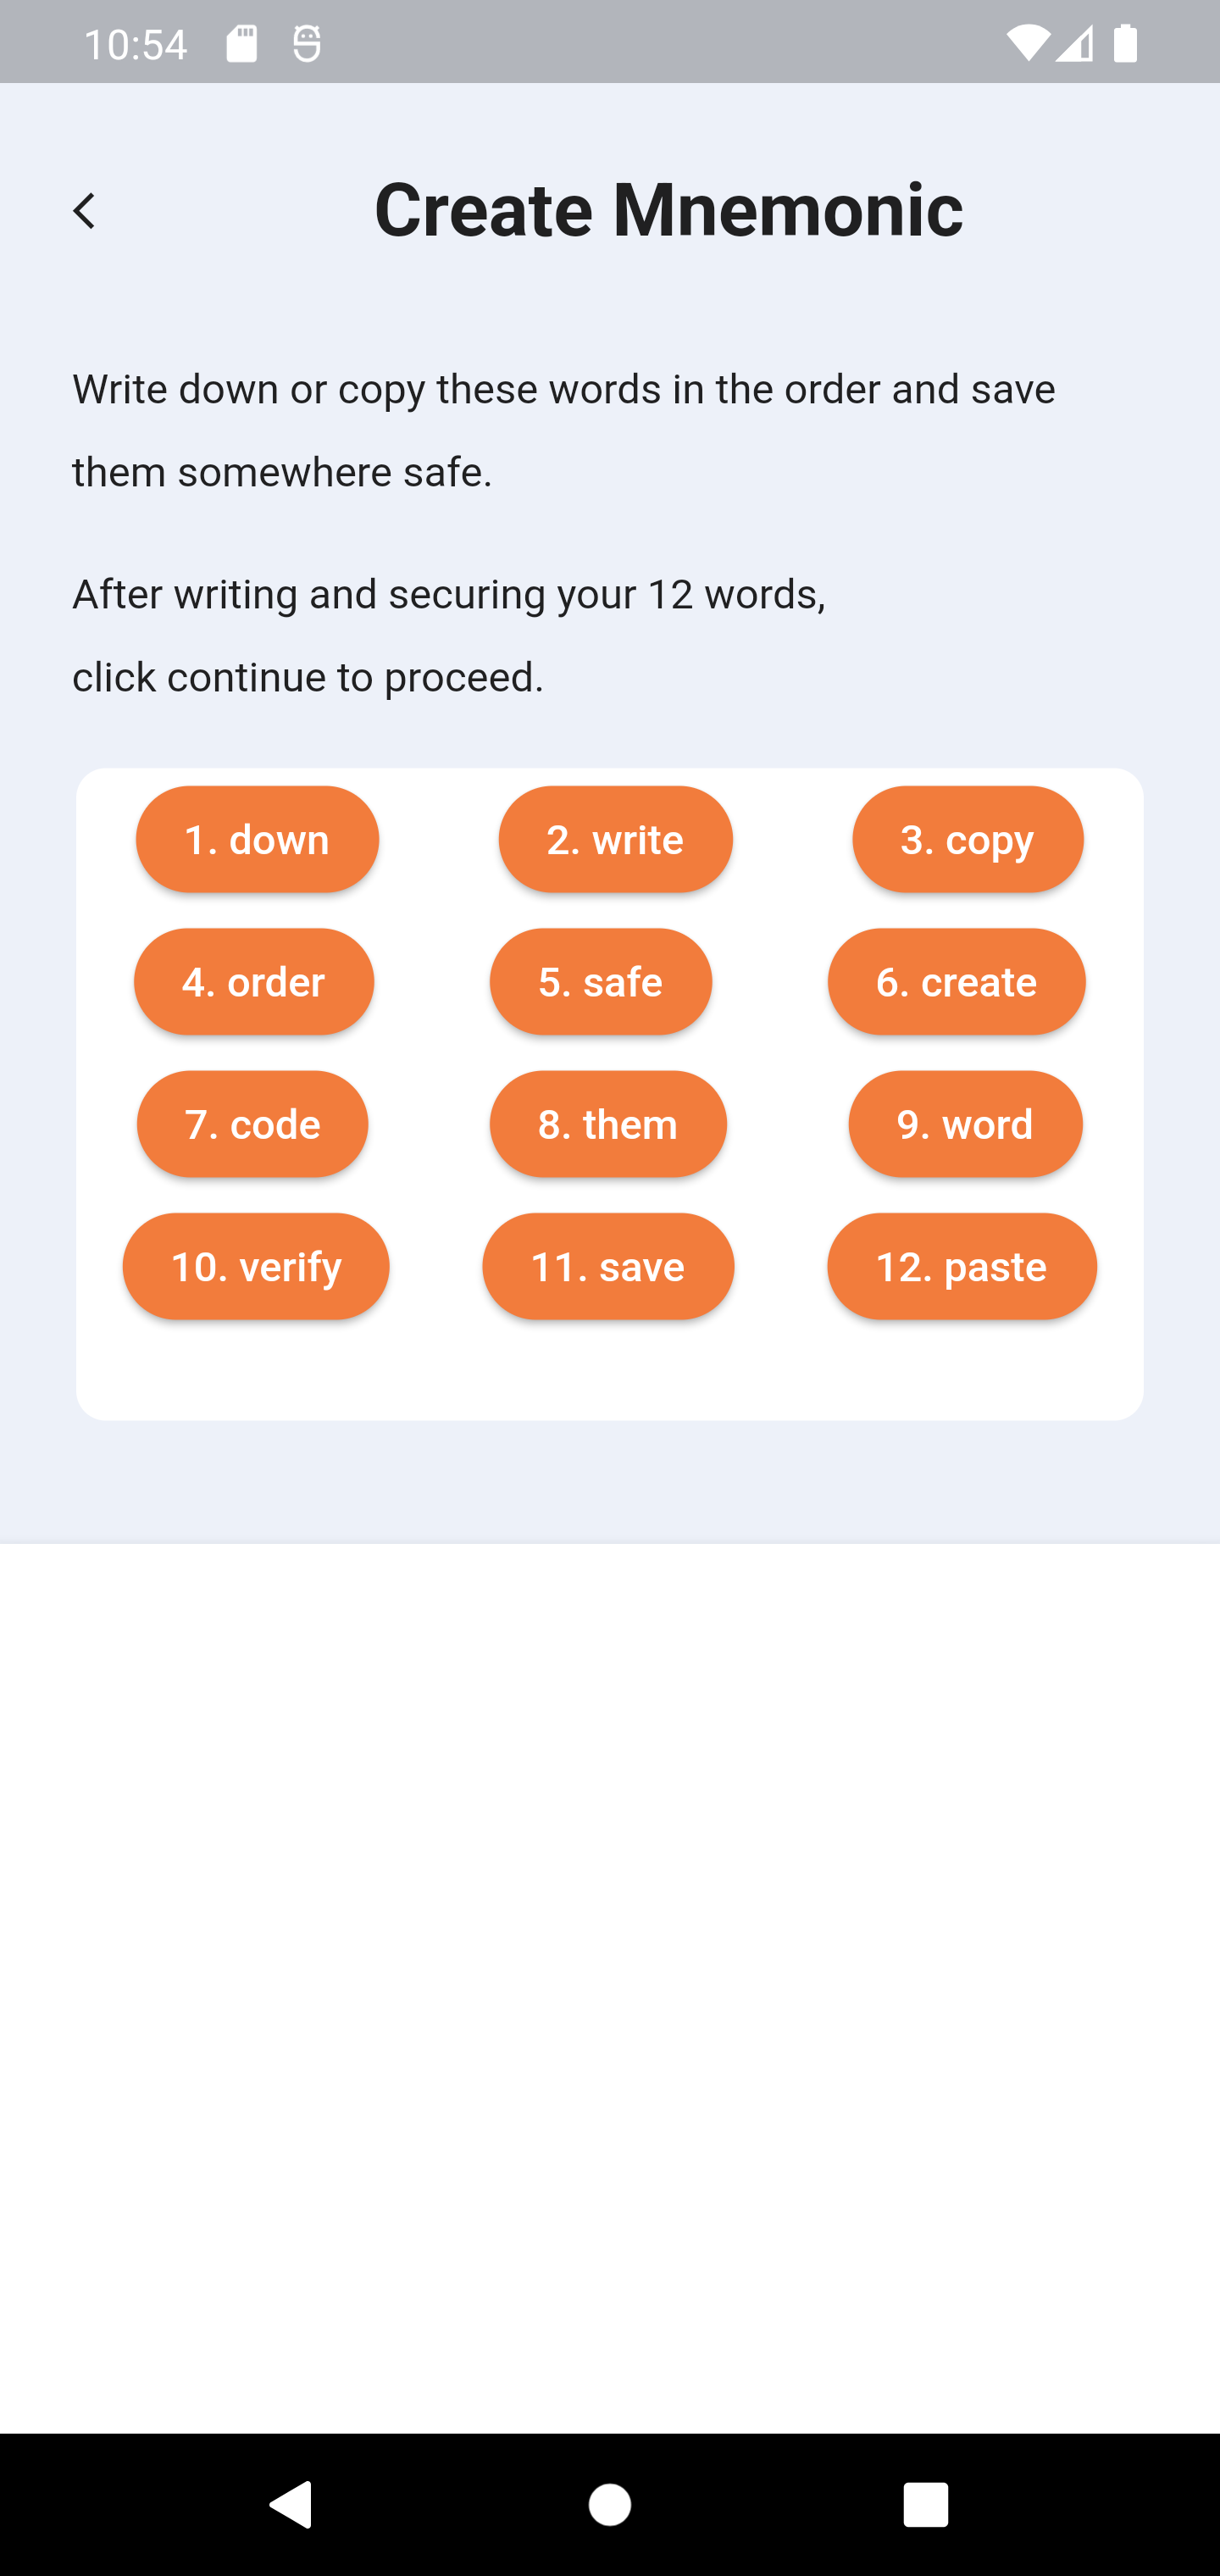 10:54
Create Mnemonic
Write down or copy these words in the order and save
them somewhere safe.
After writing and securing your 12 words,
click continue to proceed.
1. down
2. write
3. copy
4. order
5. safe
6. create
7. code
8. them
9. word
10. verify
11. save
12. paste